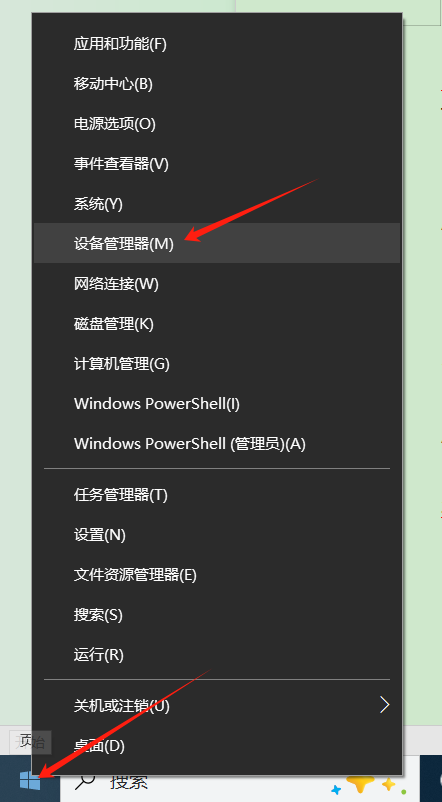 应用和功能(F)
移动中心(B)
电源选项(O)
事件查看器(V)
系统(Y)
设备管理器(M)
网络连接(W)
磁盘管理(K)
计算机管理(G)
Windows PowerShell(I)
Windows PowerShell (管理员)(A)
任务管理器(T)
设置(N)
文件资源管理器(E)
搜索(S)
运行(R)
关机或注销(U)
桌面(D)
搜索